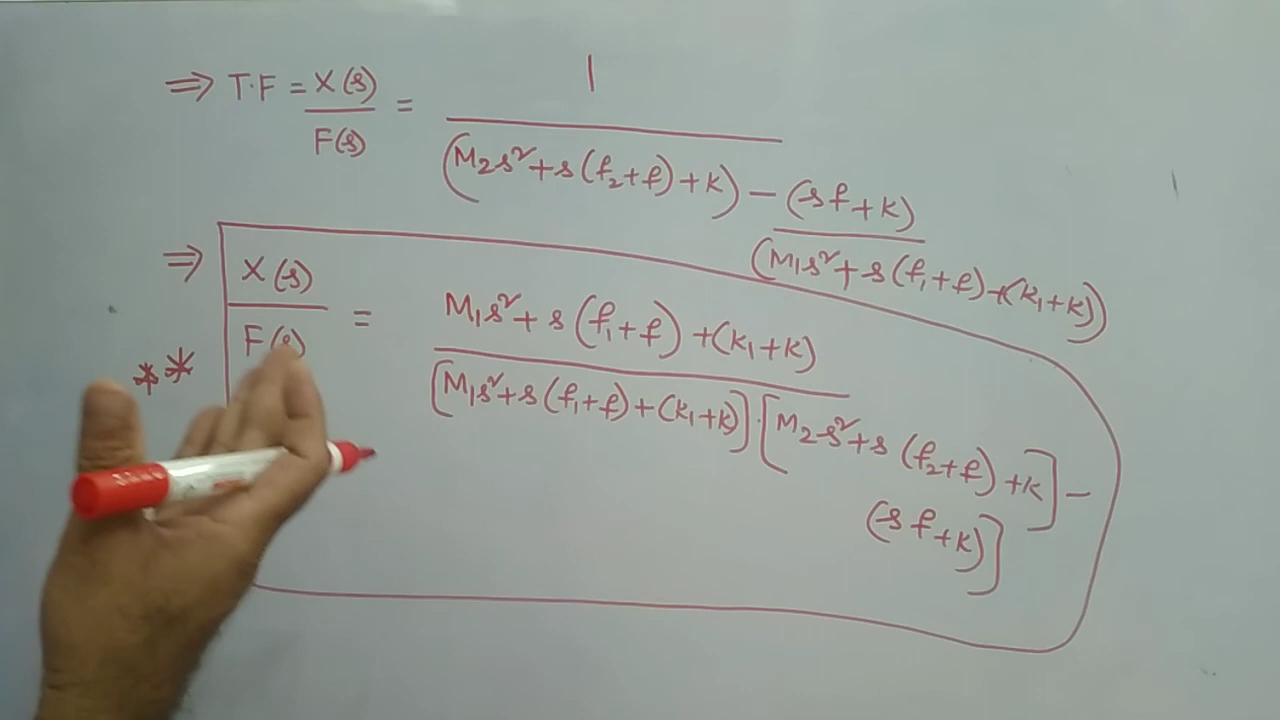 ⇒ T.F = X(s)/F(s) = 1/((M₂s²+s(f₂+f)+K) − (sf+K)/(M₁s²+s(f₁+f)+(K₁+K)))
⇒ X(s)/F(s) = M₁s²+s(f₁+f)+(K₁+K)/[M₁s²+s(f₁+f)+(K₁+K)].[M₂s²+s(f₂+f)+K] −
(sf+K)]
**